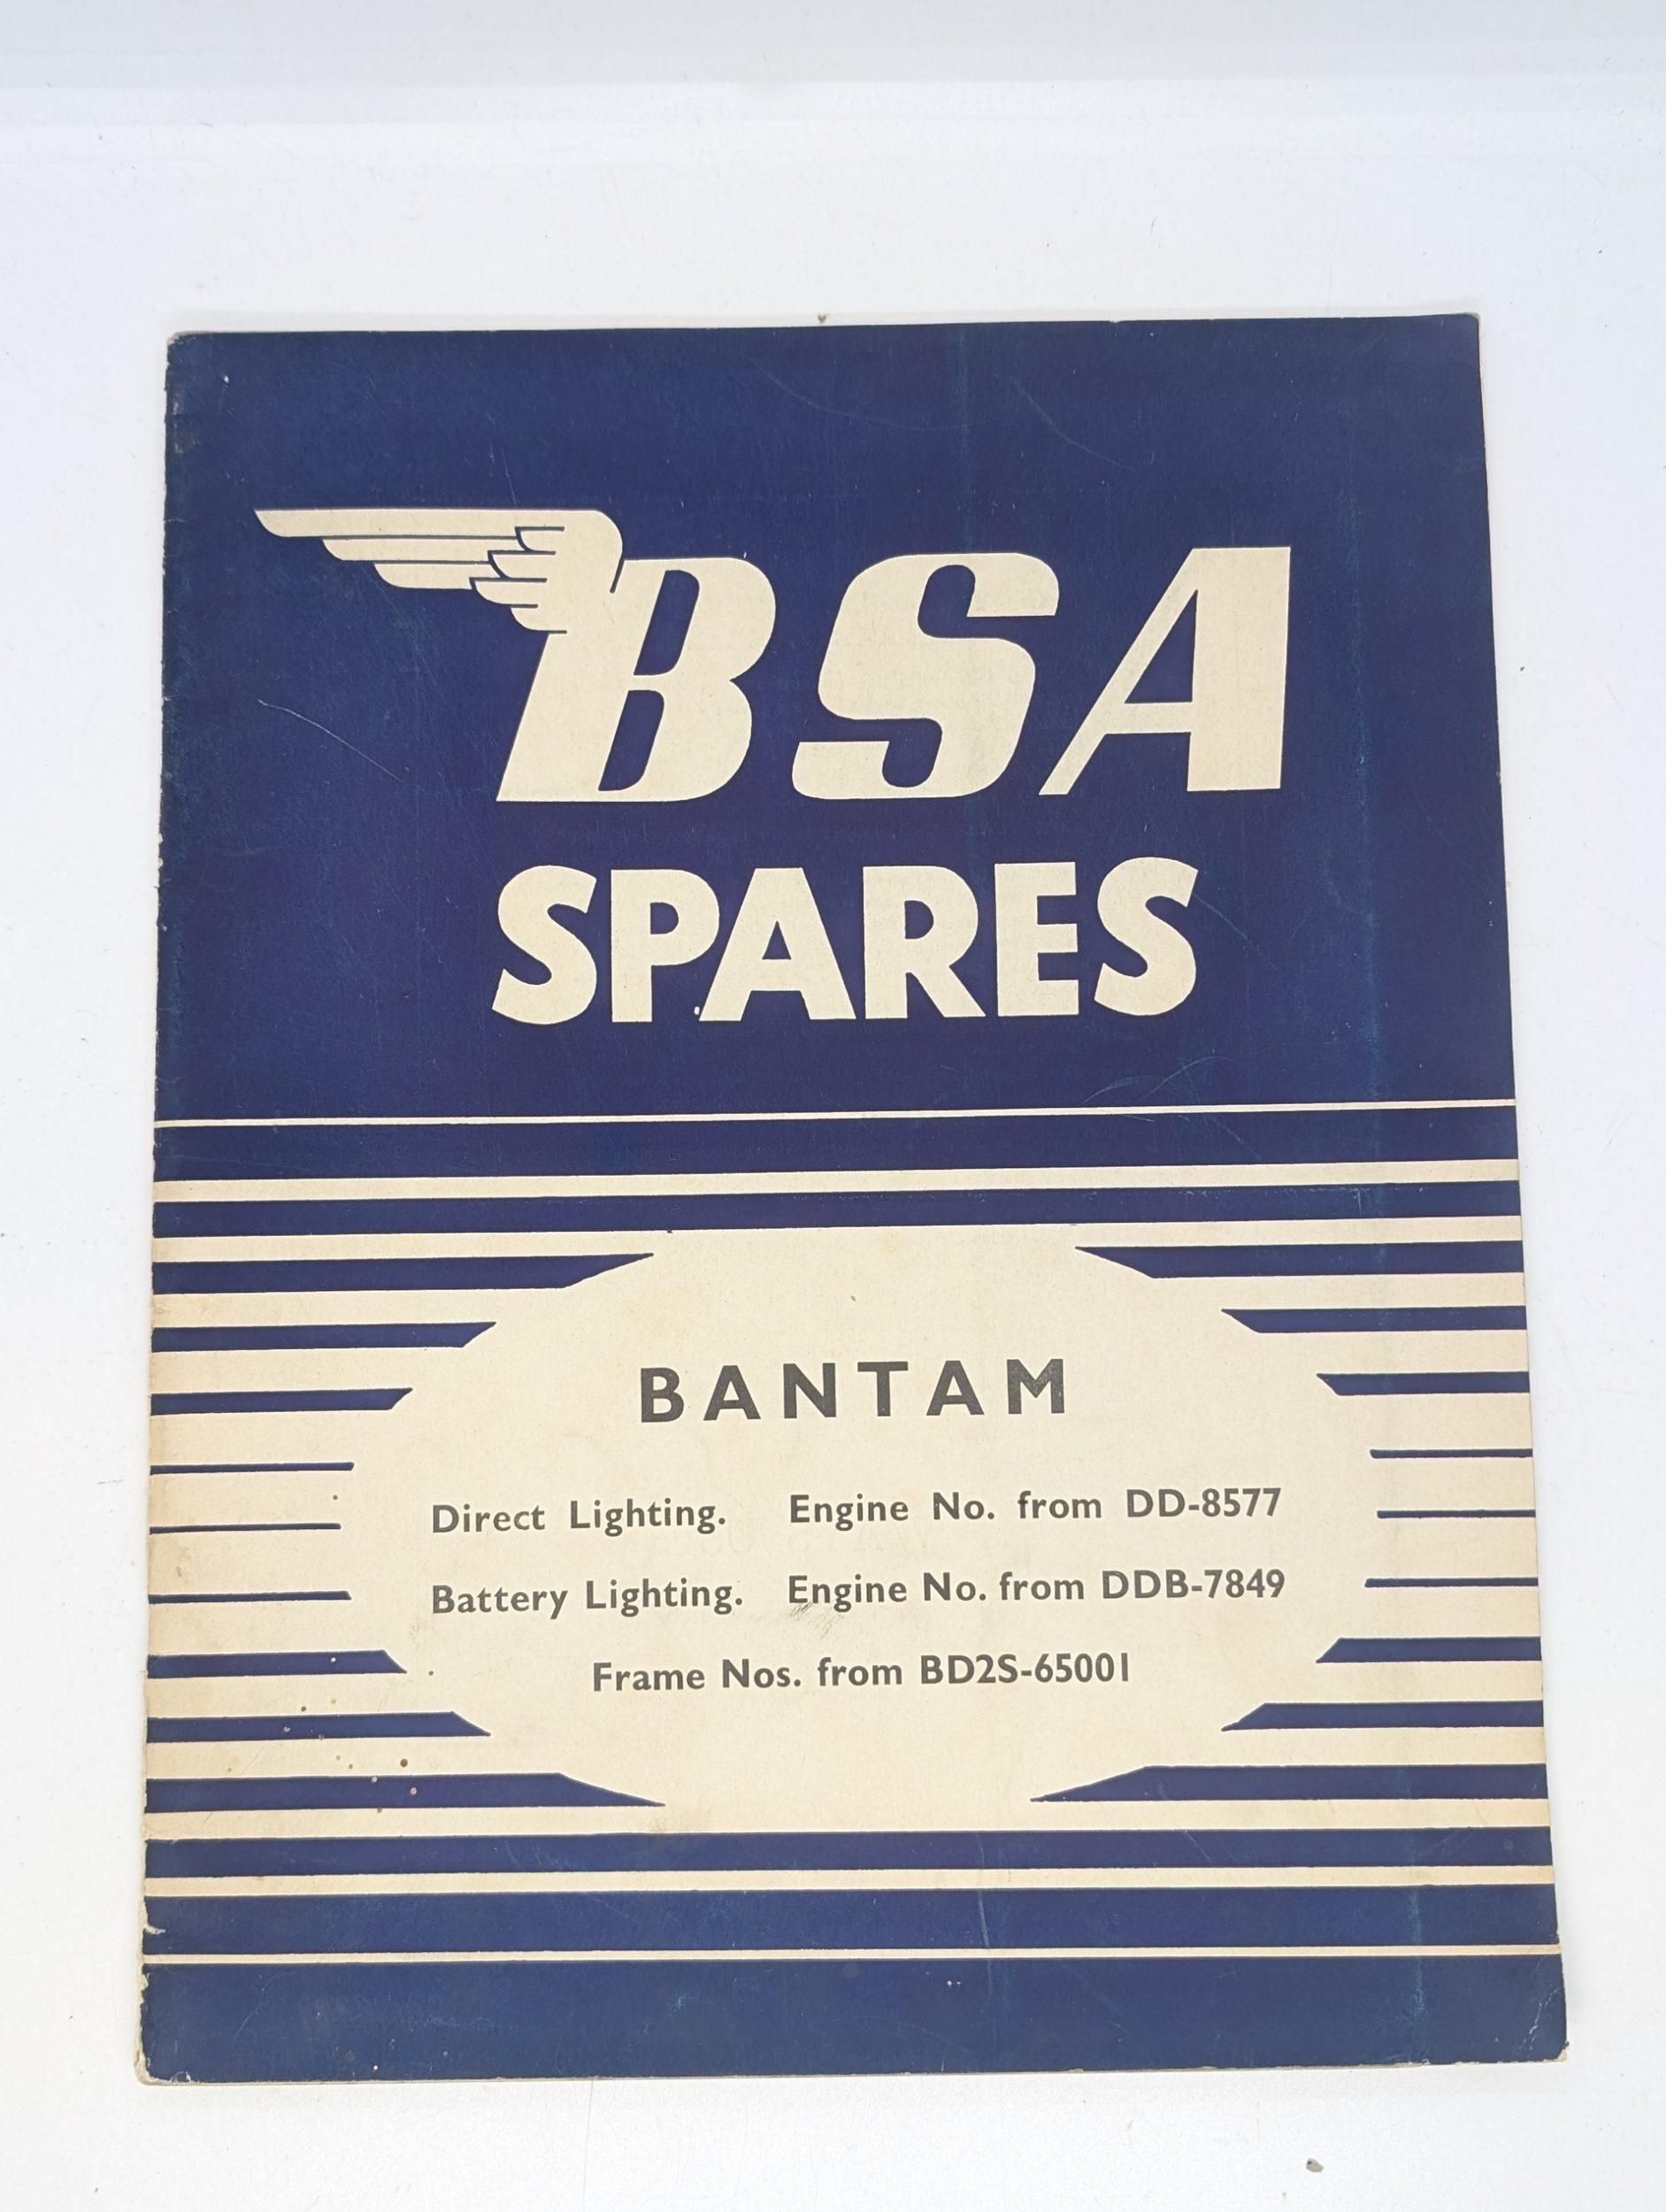 BSA
SPARES
BANTAM
Direct Lighting. Engine No. from DD-8577
Battery Lighting. Engine No. from DDB-7849
Frame Nos. from BD2S-65001